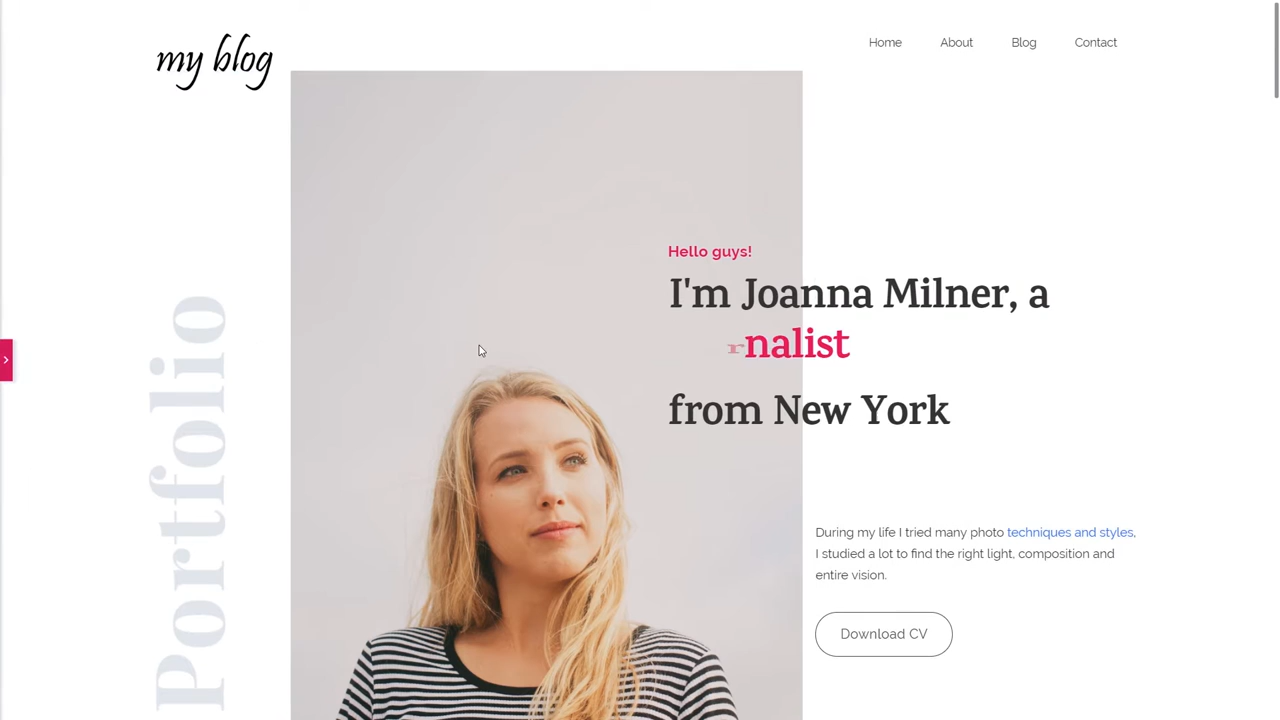 my blog
Home
About
Blog
Contact
Hello guys!
I'm Joanna Milner, a
rnalist
from New York
Portfolio
During my life I tried many photo techniques and styles,
I studied a lot to find the right light, composition and
entire vision.
Download CV